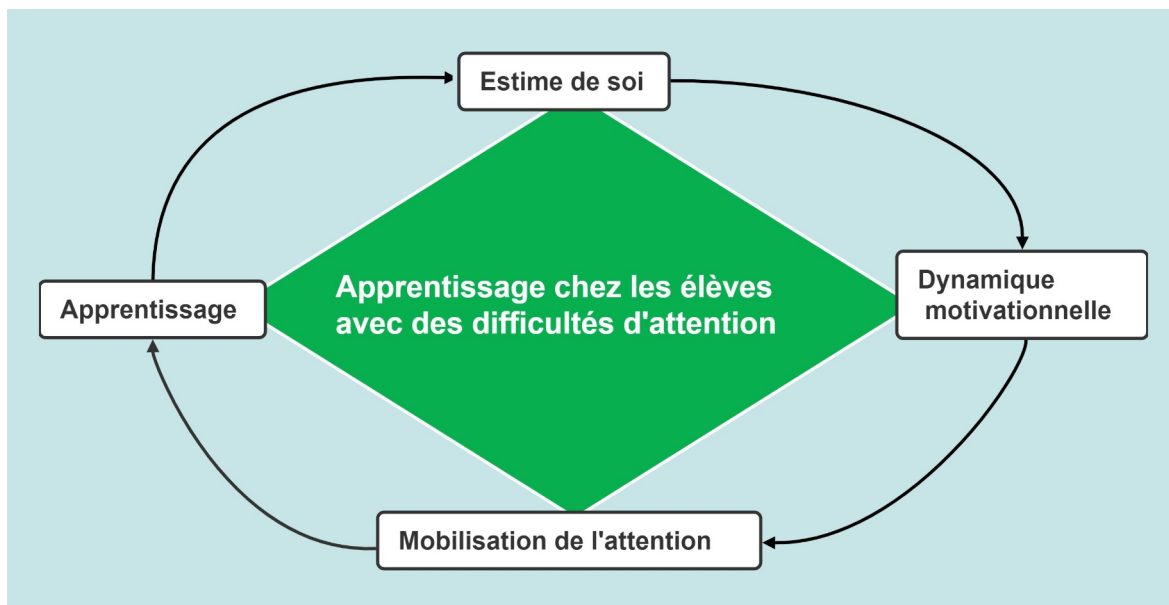 Estime de soi
Apprentissage chez les élèves
avec des difficultés d'attention
Dynamique
motivationnelle
Apprentissage
Mobilisation de l'attention